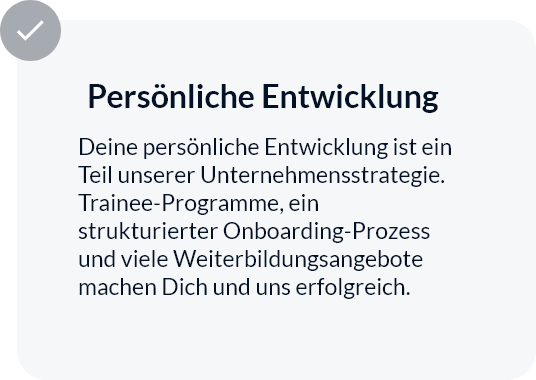 Persönliche Entwicklung
Deine persönliche Entwicklung ist ein
Teil unserer Unternehmensstrategie.
Trainee-Programme, ein
strukturierter Onboarding-Prozess
und viele Weiterbildungsangebote
machen Dich und uns erfolgreich.